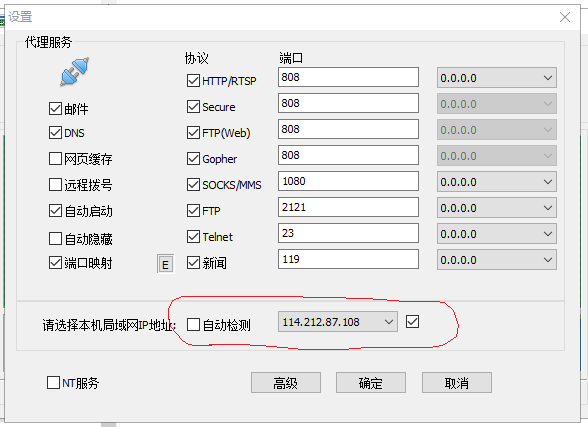 设置
代理服务
协议 端口
HTTP/RTSP 808 0.0.0.0
邮件 Secure 808 0.0.0.0
DNS FTP(Web) 808 0.0.0.0
网页缓存 Gopher 808 0.0.0.0
远程拨号 SOCKS/MMS 1080 0.0.0.0
自动启动 FTP 2121 0.0.0.0
自动隐藏 Telnet 23 0.0.0.0
端口映射 E 新闻 119 0.0.0.0
请选择本机局域网IP地址: 自动检测 114.212.87.108
NT服务 高级 确定 取消